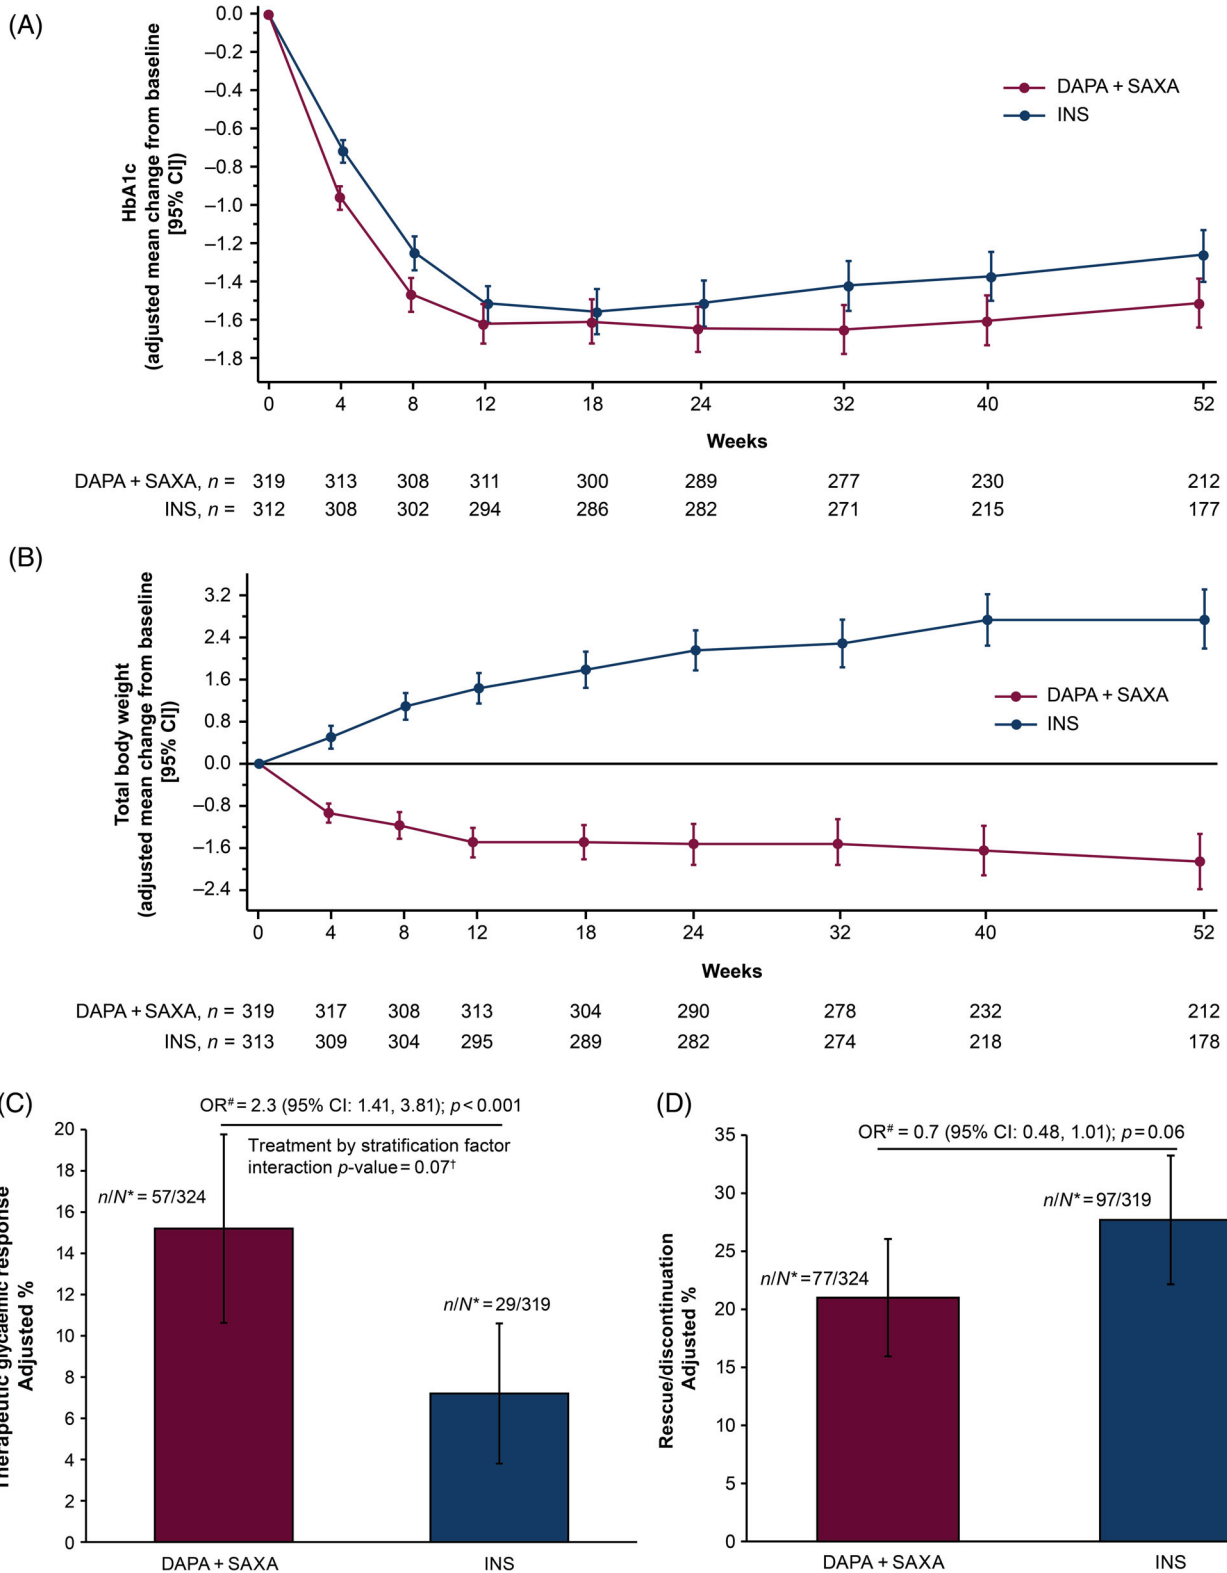 (A)
HbA1c
(adjusted mean change from baseline
[95% CI])
0.0
–0.2
–0.4
–0.6
–0.8
–1.0
–1.2
–1.4
–1.6
–1.8
DAPA + SAXA
INS
0 4 8 12 18 24 32 40 52
Weeks
DAPA + SAXA, n = 319 313 308 311 300 289 277 230 212
INS, n = 312 308 302 294 286 282 271 215 177
(B)
Total body weight
(adjusted mean change from baseline
[95% CI])
3.2
2.4
1.6
0.8
0.0
–0.8
–1.6
–2.4
DAPA + SAXA
INS
0 4 8 12 18 24 32 40 52
Weeks
DAPA + SAXA, n = 319 317 308 313 304 290 278 232 212
INS, n = 313 309 304 295 289 282 274 218 178
(C)
OR# = 2.3 (95% CI: 1.41, 3.81); p < 0.001
Treatment by stratification factor
interaction p-value = 0.07†
Therapeutic glycaemic response
Adjusted %
20
18
16
14
12
10
8
6
4
2
0
n/N* = 57/324
n/N* = 29/319
DAPA + SAXA INS
(D)
OR# = 0.7 (95% CI: 0.48, 1.01); p = 0.06
Rescue/discontinuation
Adjusted %
35
30
25
20
15
10
5
0
n/N* = 77/324
n/N* = 97/319
DAPA + SAXA INS